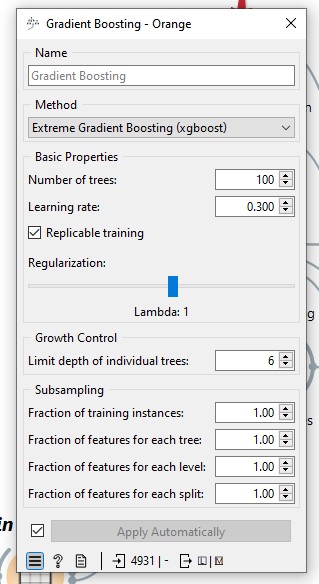 Gradient Boosting - Orange
Name
Gradient Boosting
Method
Extreme Gradient Boosting (xgboost)
Basic Properties
Number of trees: 100
Learning rate: 0.300
Replicable training
Regularization:
Lambda: 1
Growth Control
Limit depth of individual trees: 6
Subsampling
Fraction of training instances: 1.00
Fraction of features for each tree: 1.00
Fraction of features for each level: 1.00
Fraction of features for each split: 1.00
Apply Automatically
? 4931 | - |
n
g
s
in